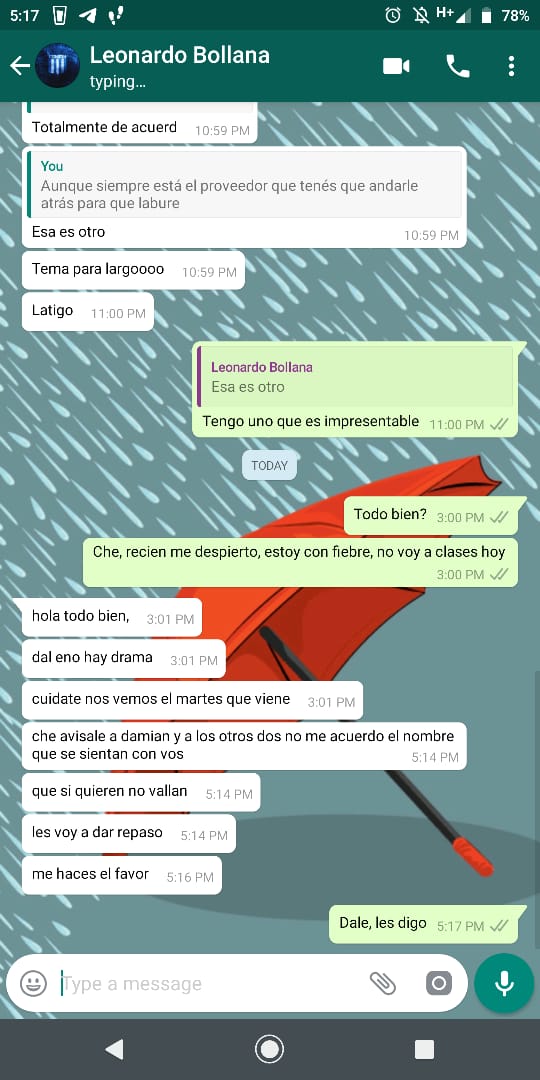 5:17
H+
78%
Leonardo Bollana
typing...
Totalmente de acuerd 10:59 PM
You
Aunque siempre está el proveedor que tenés que andarle
atrás para que labure
Esa es otro 10:59 PM
Tema para largoooo 10:59 PM
Latigo 11:00 PM
Leonardo Bollana
Esa es otro
Tengo uno que es impresentable 11:00 PM
TODAY
Todo bien? 3:00 PM
Che, recien me despierto, estoy con fiebre, no voy a clases hoy
3:00 PM
hola todo bien, 3:01 PM
dal eno hay drama 3:01 PM
cuidate nos vemos el martes que viene 3:01 PM
che avisale a damian y a los otros dos no me acuerdo el nombre
que se sientan con vos 5:14 PM
que si quieren no vallan 5:14 PM
les voy a dar repaso 5:14 PM
me haces el favor 5:16 PM
Dale, les digo 5:17 PM
Type a message